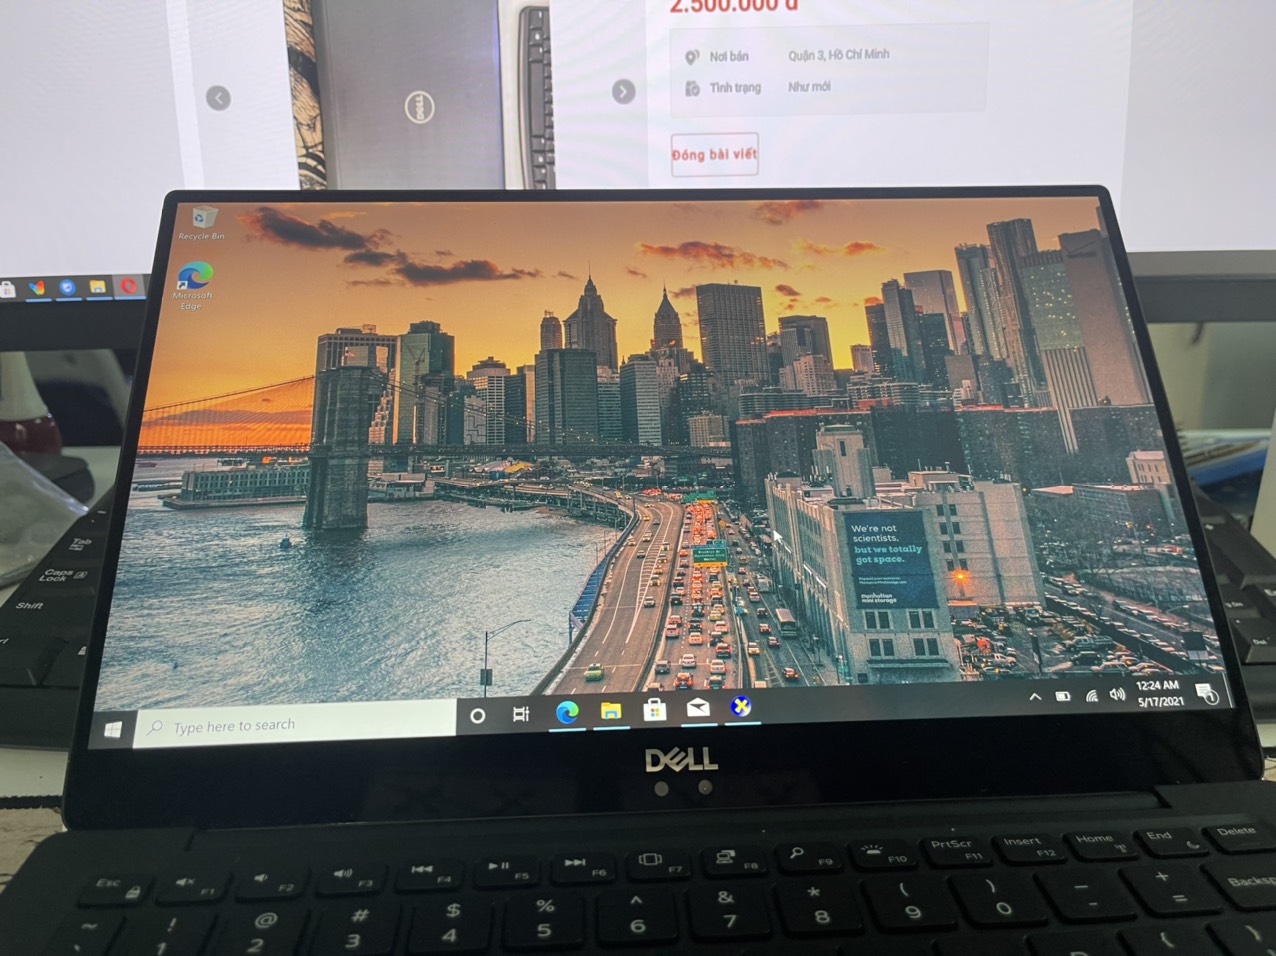 2.500.000 đ
Nơi bán Quận 3, Hồ Chí Minh
Tình trạng Như mới
Đóng bài viết
DELL
Recycle Bin
Microsoft
Edge
We're not
scientists.
but we totally
got space.
manhattan
mini storage
Type here to search
12:24 AM
5/17/2021
1
DELL
Tab
Caps
Lock
Shift
Esc F1 F2 F3 F4 F5 F6 F7 F8 F9 F10 PrtScr F11 Insert F12 Home End Delete
~ ! @ # $ % ^ & * ( ) _ + Backsp
1 2 3 4 5 6 7 8 9 0 - =